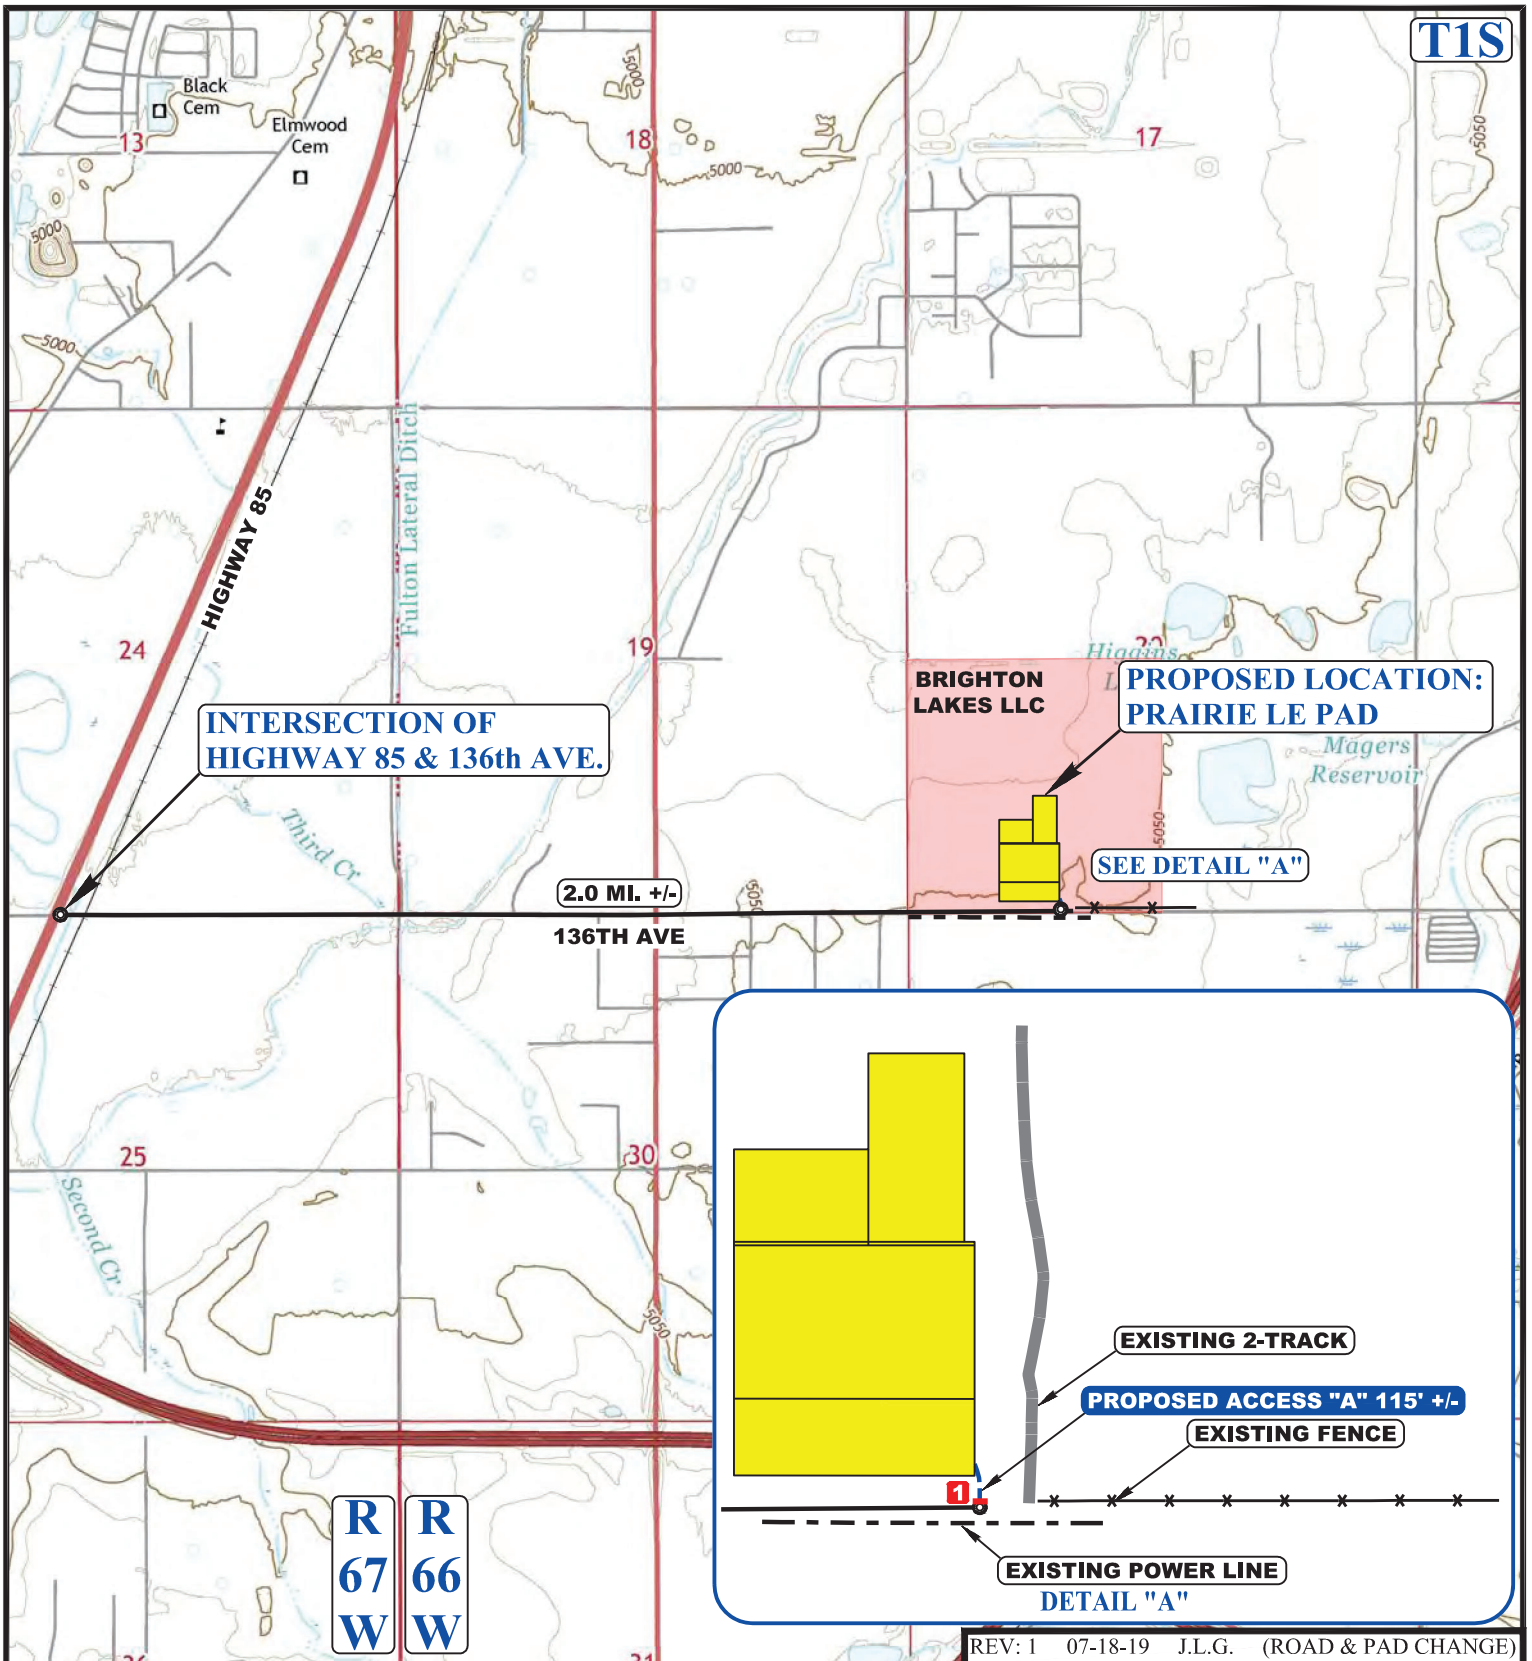 T1S
Black
Cem
Elmwood
Cem
13
18
17
5000
5000
5050
5000
5000
HIGHWAY 85
Fulton Lateral Ditch
24
19
20
Higgins
L
BRIGHTON
LAKES LLC
PROPOSED LOCATION:
PRAIRIE LE PAD
INTERSECTION OF
HIGHWAY 85 & 136th AVE.
Magers
Reservoir
Third Cr
5050
SEE DETAIL "A"
2.0 MI. +/-
5050
136TH AVE
25
30
Second Cr
5050
EXISTING 2-TRACK
PROPOSED ACCESS "A" 115' +/-
EXISTING FENCE
1
EXISTING POWER LINE
DETAIL "A"
R
67
W
R
66
W
REV: 1 07-18-19 J.L.G. (ROAD & PAD CHANGE)